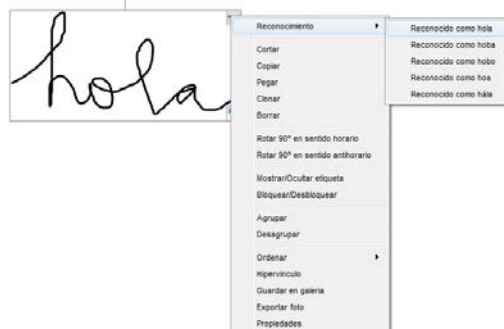 hola
Reconocimiento
Reconocido como hola
Reconocido como hoba
Reconocido como hobo
Reconocido como hoa
Reconocido como hála
Cortar
Copiar
Pegar
Clonar
Borrar
Rotar 90º en sentido horario
Rotar 90º en sentido antihorario
Mostrar/Ocultar etiqueta
Bloquear/Desbloquear
Agrupar
Desagrupar
Ordenar
Hipervínculo
Guardar en galería
Exportar foto
Propiedades